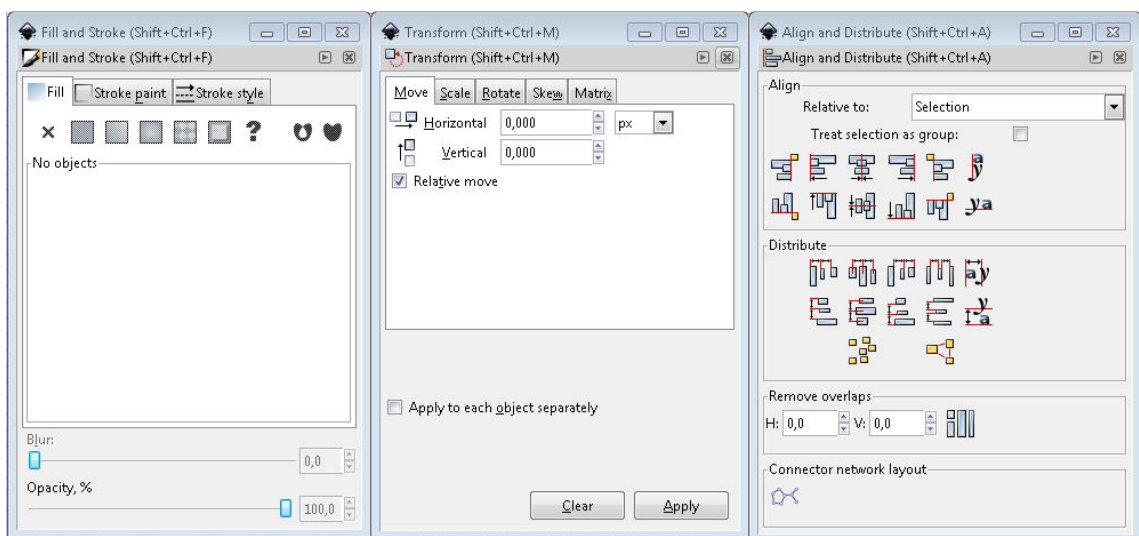 Fill and Stroke (Shift+Ctrl+F)
Fill and Stroke (Shift+Ctrl+F)
Fill
Stroke paint
Stroke style
?
No objects
Blur:
0,0
Opacity, %
100,0
Transform (Shift+Ctrl+M)
Transform (Shift+Ctrl+M)
Move
Scale
Rotate
Skew
Matrix
Horizontal 0,000 px
Vertical 0,000
Relative move
Apply to each object separately
Clear
Apply
Align and Distribute (Shift+Ctrl+A)
Align and Distribute (Shift+Ctrl+A)
Align
Relative to: Selection
Treat selection as group:
a
y
ya
Distribute
ay
y
a
Remove overlaps
H: 0,0 V: 0,0
Connector network layout